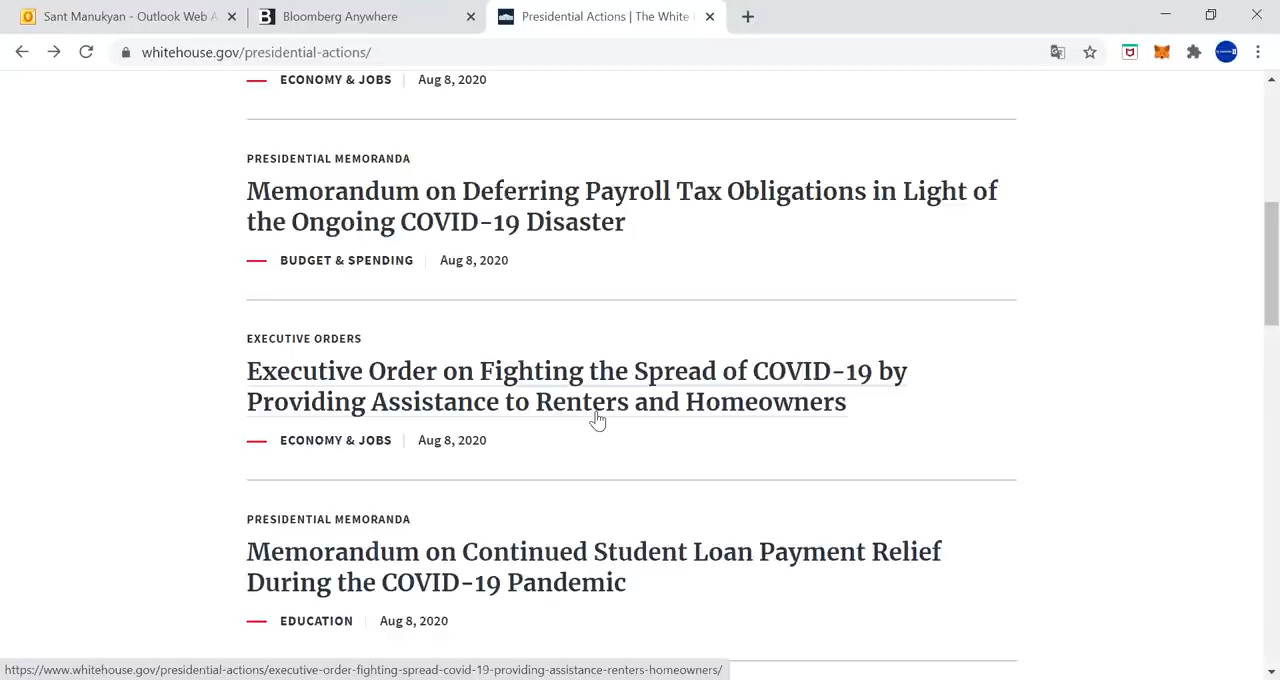 Sant Manukyan - Outlook Web A
Bloomberg Anywhere
Presidential Actions | The White
whitehouse.gov/presidential-actions/
ECONOMY & JOBS | Aug 8, 2020
PRESIDENTIAL MEMORANDA
Memorandum on Deferring Payroll Tax Obligations in Light of
the Ongoing COVID-19 Disaster
BUDGET & SPENDING | Aug 8, 2020
EXECUTIVE ORDERS
Executive Order on Fighting the Spread of COVID-19 by
Providing Assistance to Renters and Homeowners
ECONOMY & JOBS | Aug 8, 2020
PRESIDENTIAL MEMORANDA
Memorandum on Continued Student Loan Payment Relief
During the COVID-19 Pandemic
EDUCATION | Aug 8, 2020
https://www.whitehouse.gov/presidential-actions/executive-order-fighting-spread-covid-19-providing-assistance-renters-homeowners/